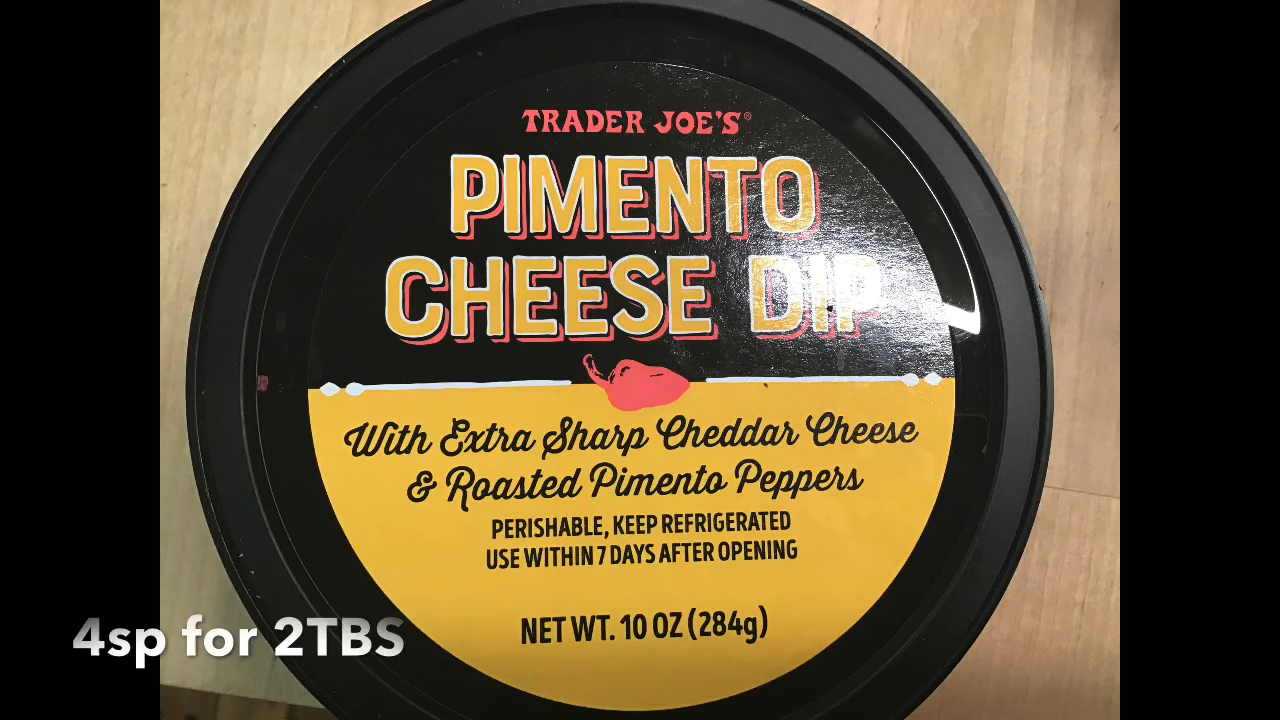 TRADER JOE'S®
PIMENTO
CHEESE DIP
With Extra Sharp Cheddar Cheese
& Roasted Pimento Peppers
PERISHABLE, KEEP REFRIGERATED
USE WITHIN 7 DAYS AFTER OPENING
NET WT. 10 OZ (284g)
4sp for 2TBS